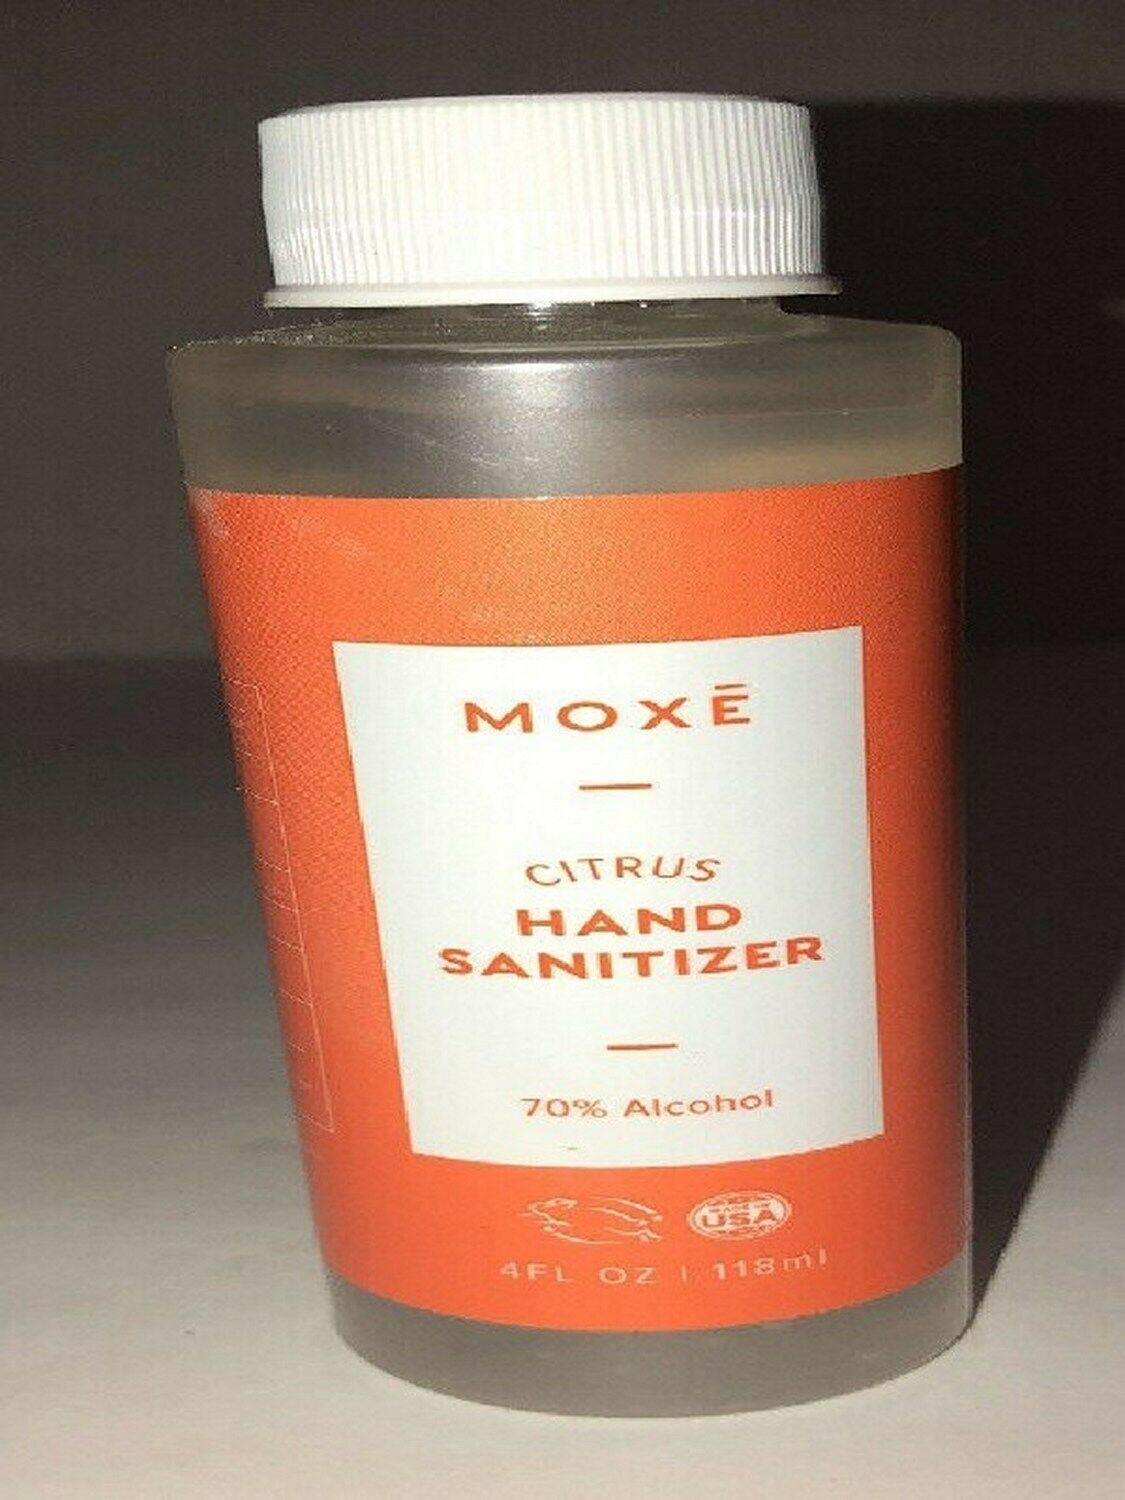 MOXĒ
CITRUS
HAND
SANITIZER
70% Alcohol
USA
4FL OZ | 118ml